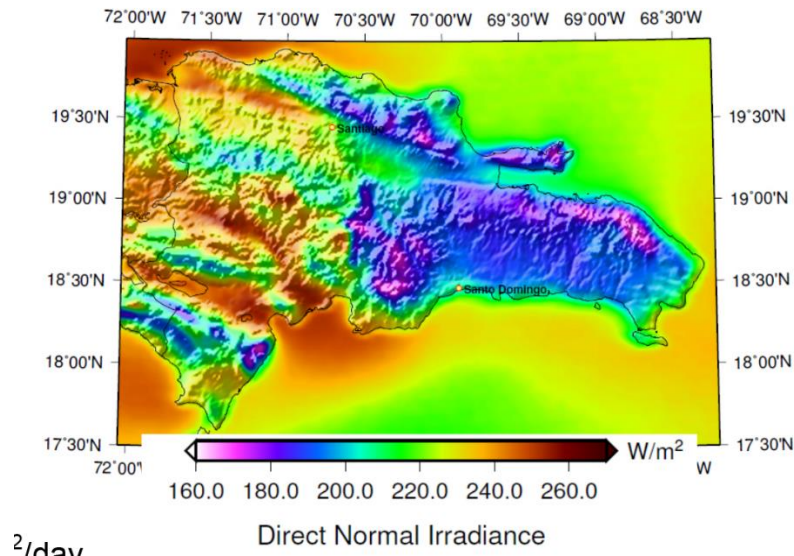 72˚00'W 71˚30'W 71˚00'W 70˚30'W 70˚00'W 69˚30'W 69˚00'W 68˚30'W
19˚30'N 19˚30'N
Santiago
19˚00'N 19˚00'N
18˚30'N 18˚30'N
Santo Domingo
18˚00'N 18˚00'N
17˚30'N 17˚30'N
W/m²
72˚00' W
160.0 180.0 200.0 220.0 240.0 260.0
Direct Normal Irradiance
²/day